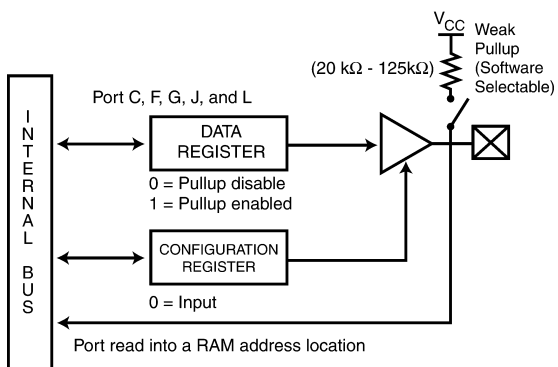 VCC
Weak
Pullup
(Software
Selectable)
(20 kΩ - 125kΩ)
Port C, F, G, J, and L
INTERNAL BUS
DATA
REGISTER
0 = Pullup disable
1 = Pullup enabled
CONFIGURATION
REGISTER
0 = Input
Port read into a RAM address location